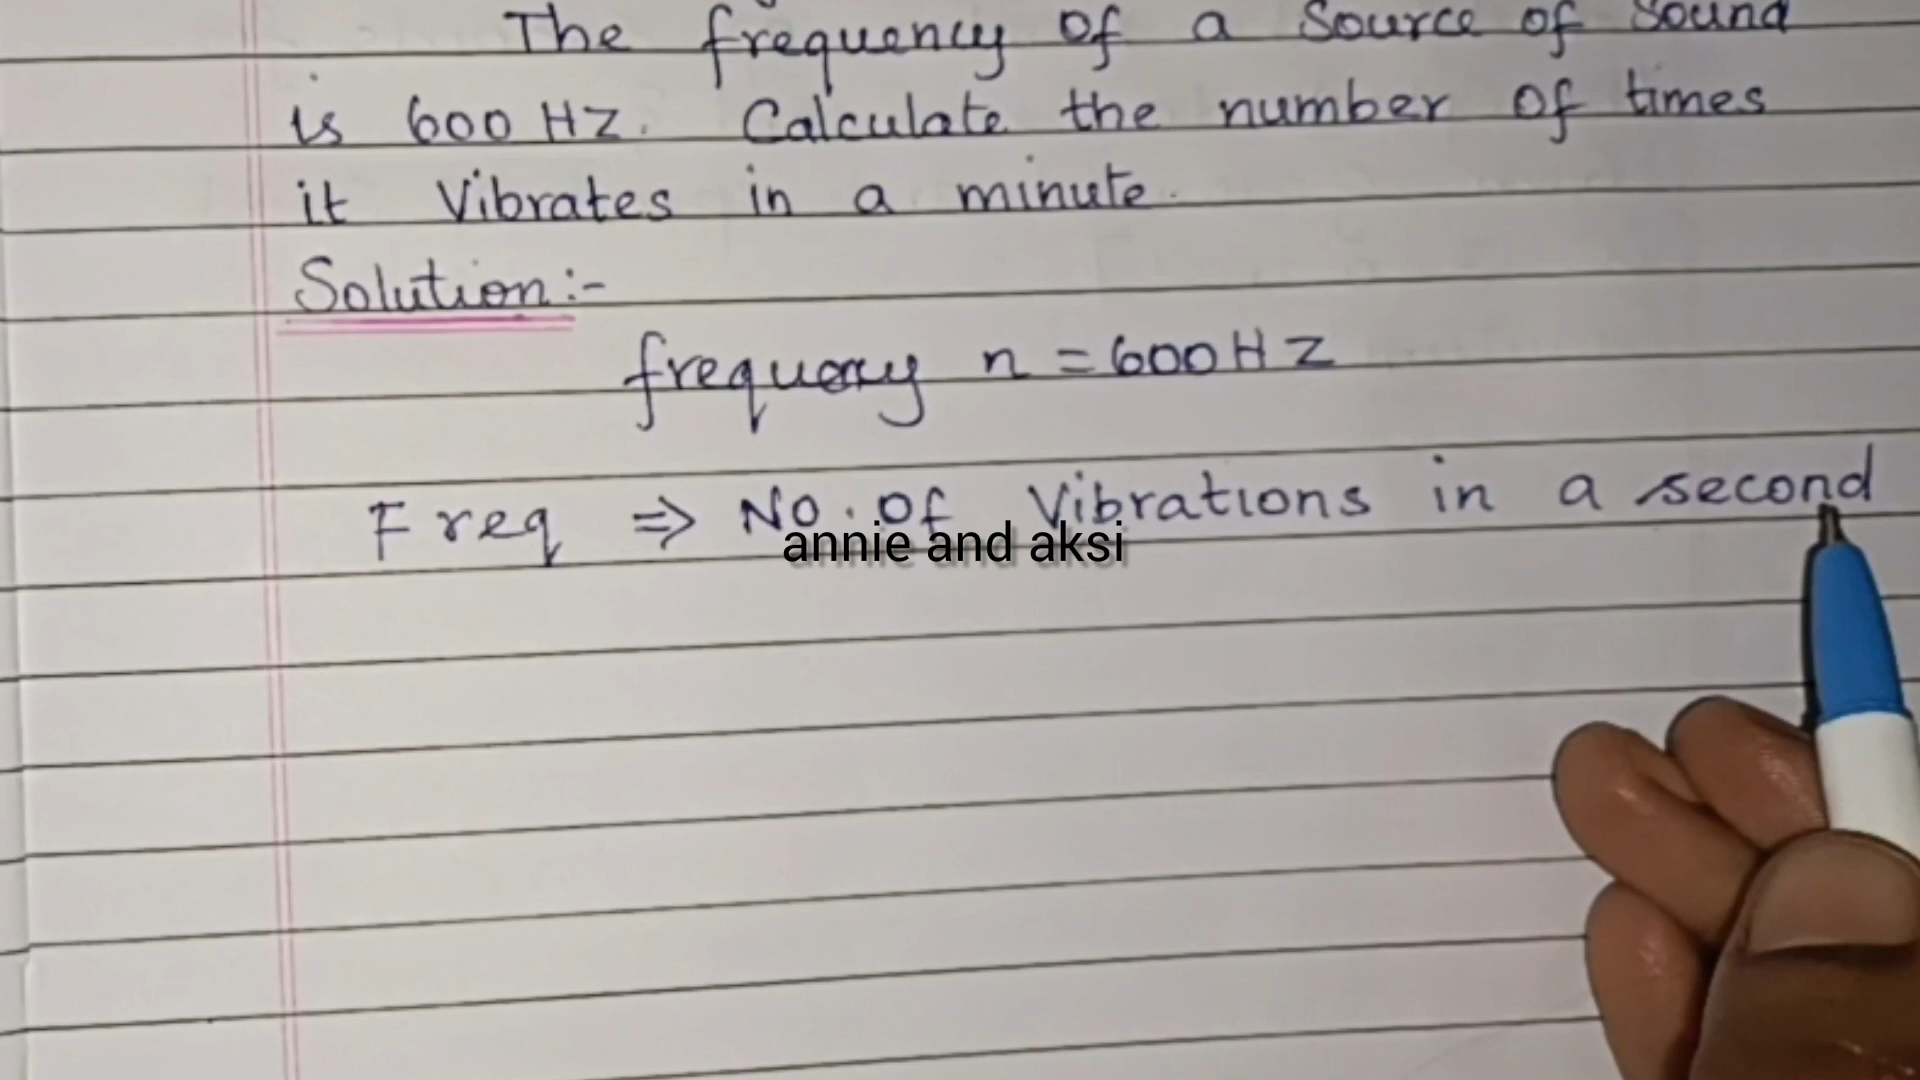 The frequency of a Source of Sound
is 600 Hz. Calculate the number of times
it Vibrates in a minute.
Solution:-
frequency n = 600 Hz
Freq ⇒ No. of Vibrations in a second
annie and aksi